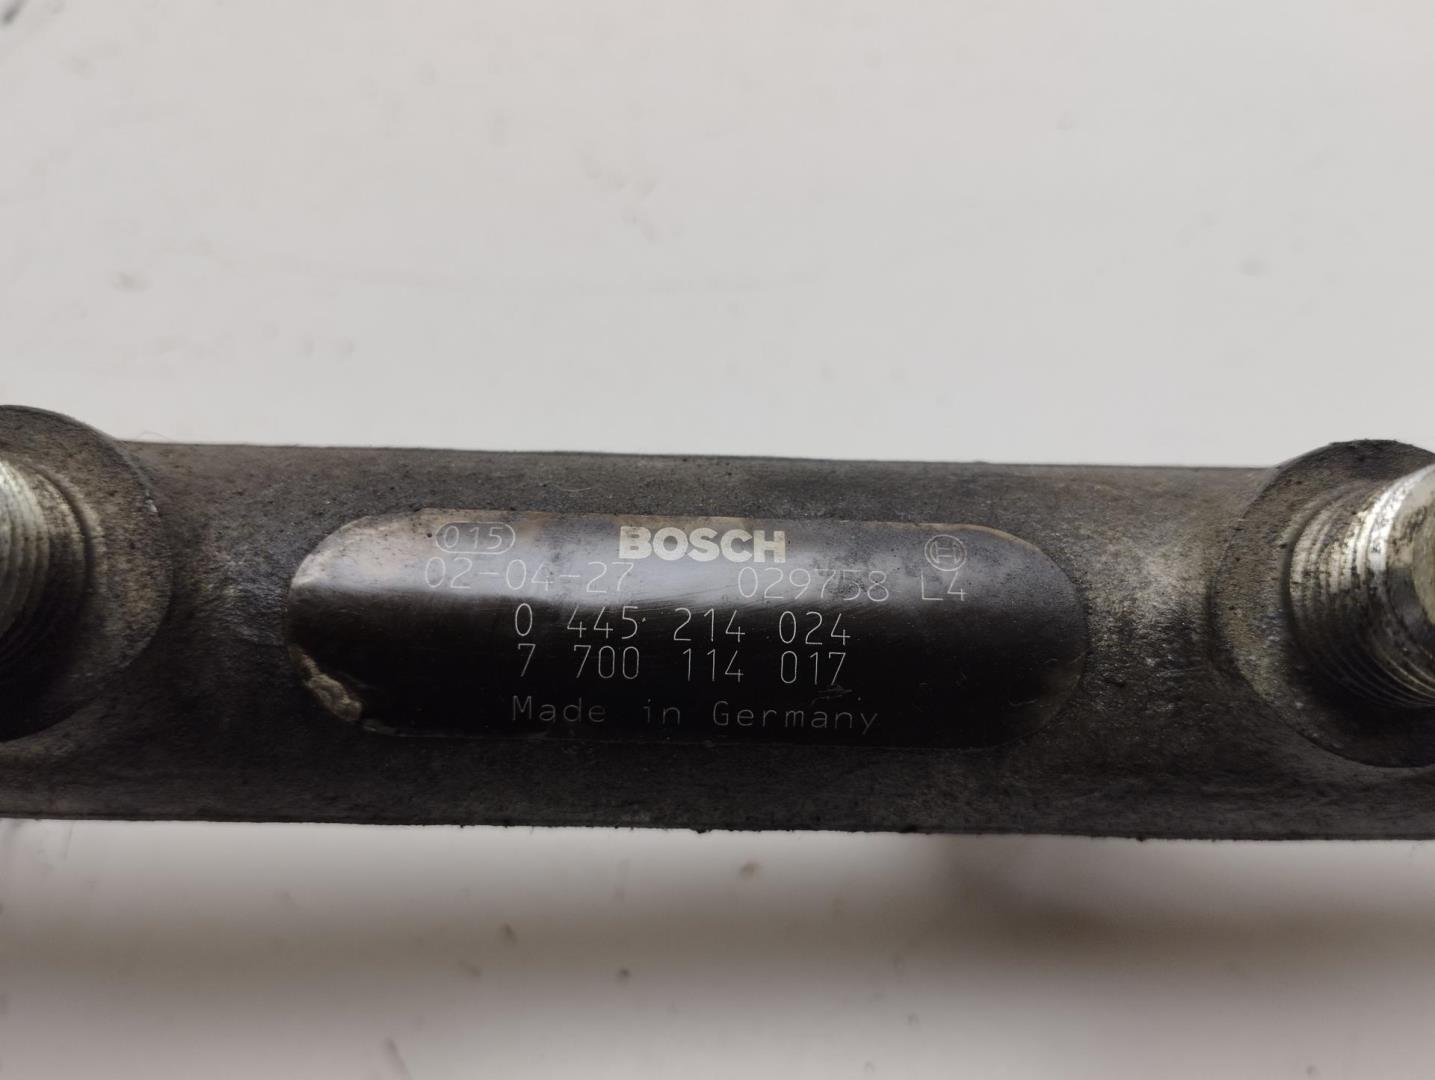 015 BOSCH
02-04-27 029758 L4
0 445 214 024
7 700 114 017
Made in Germany